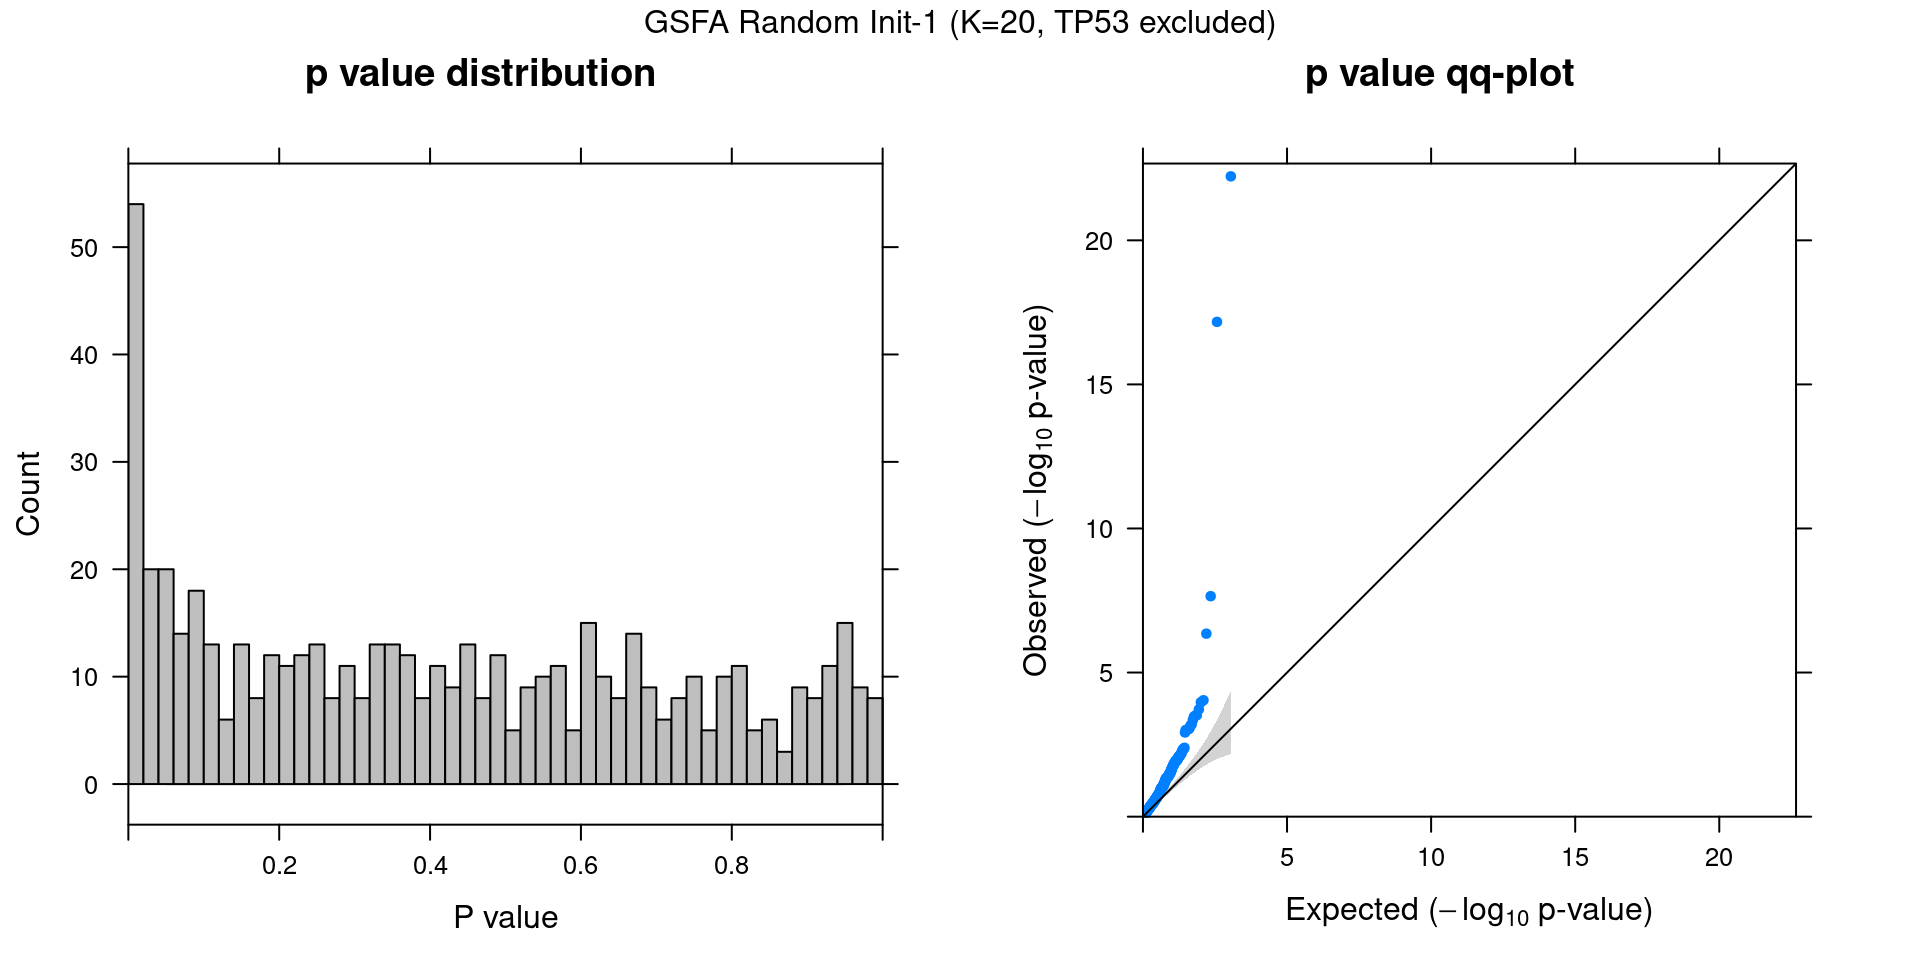 GSFA Random Init-1 (K=20, TP53 excluded)
p value distribution
Count
50
40
30
20
10
0
0.2 0.4 0.6 0.8
P value
p value qq-plot
Observed (−log10 p-value)
20
15
10
5
5 10 15 20
Expected (−log10 p-value)